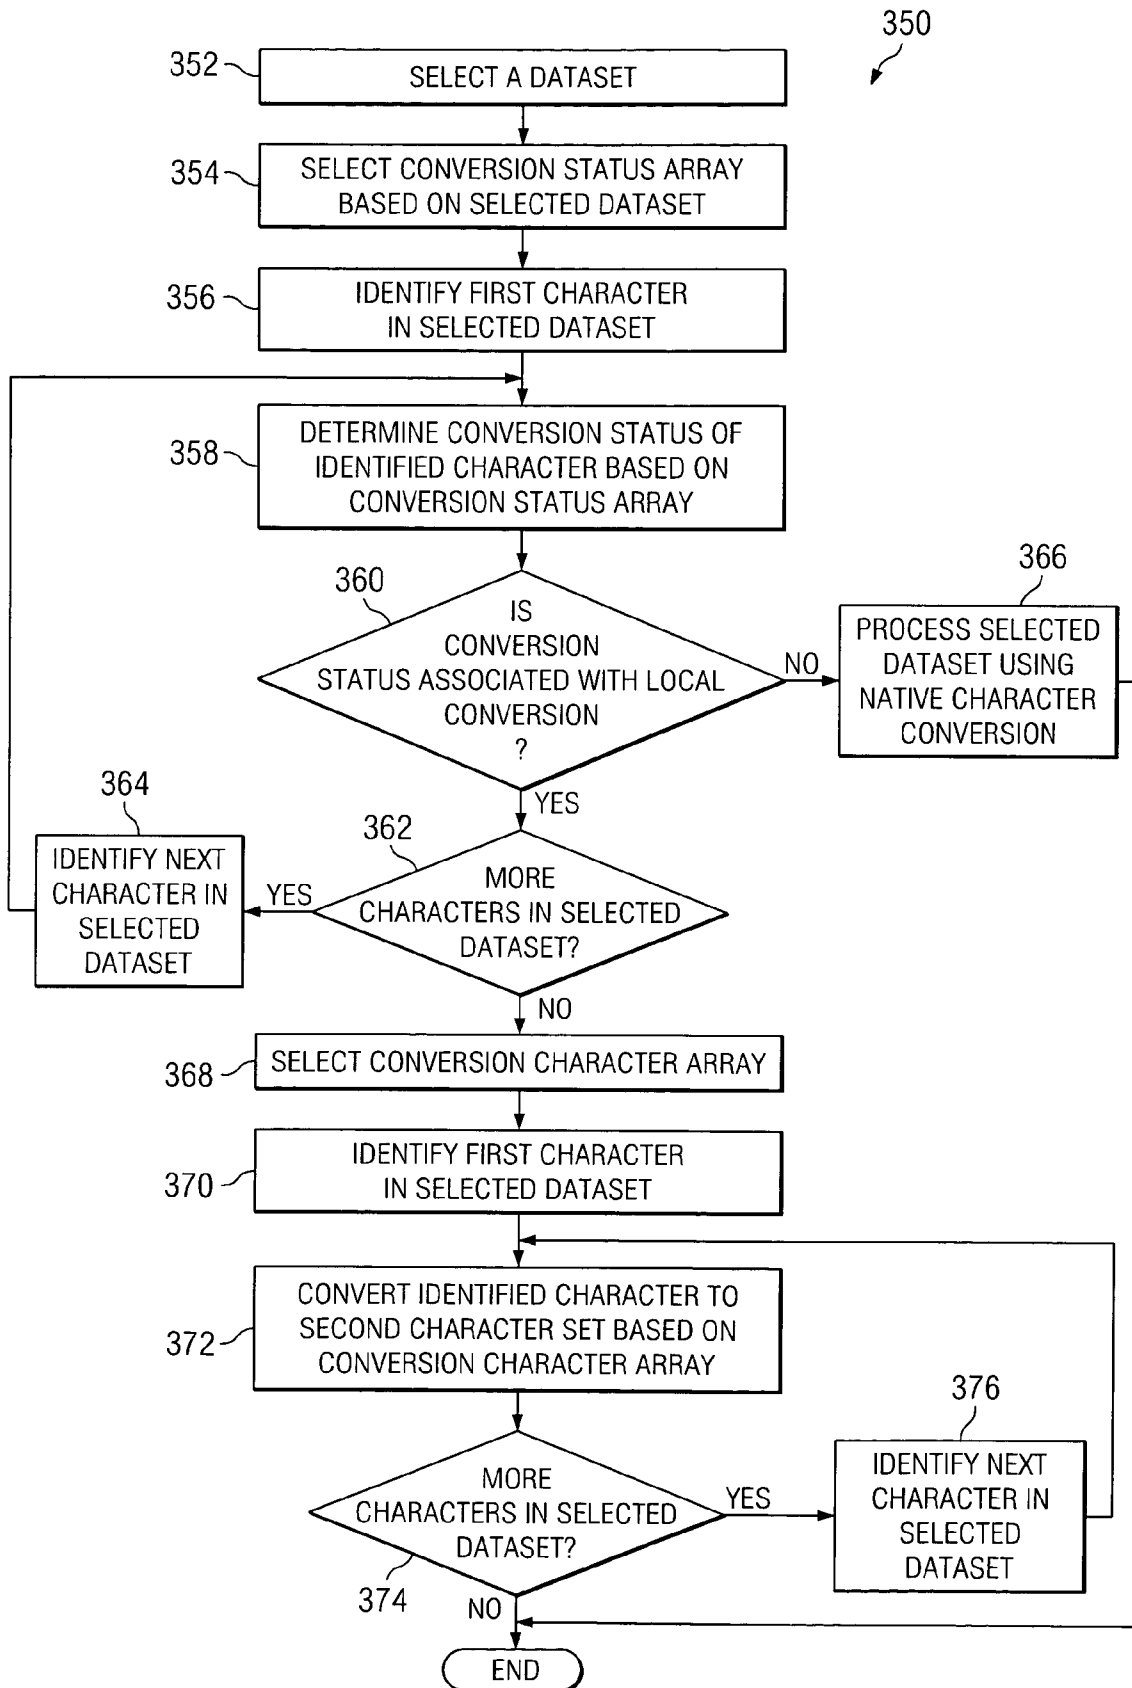 350
352
SELECT A DATASET
354
SELECT CONVERSION STATUS ARRAY
BASED ON SELECTED DATASET
356
IDENTIFY FIRST CHARACTER
IN SELECTED DATASET
358
DETERMINE CONVERSION STATUS OF
IDENTIFIED CHARACTER BASED ON
CONVERSION STATUS ARRAY
360
IS
CONVERSION
STATUS ASSOCIATED WITH LOCAL
CONVERSION
?
NO
366
PROCESS SELECTED
DATASET USING
NATIVE CHARACTER
CONVERSION
YES
362
MORE
CHARACTERS IN SELECTED
DATASET?
YES
364
IDENTIFY NEXT
CHARACTER IN
SELECTED
DATASET
NO
368
SELECT CONVERSION CHARACTER ARRAY
370
IDENTIFY FIRST CHARACTER
IN SELECTED DATASET
372
CONVERT IDENTIFIED CHARACTER TO
SECOND CHARACTER SET BASED ON
CONVERSION CHARACTER ARRAY
374
MORE
CHARACTERS IN SELECTED
DATASET?
YES
376
IDENTIFY NEXT
CHARACTER IN
SELECTED
DATASET
NO
END